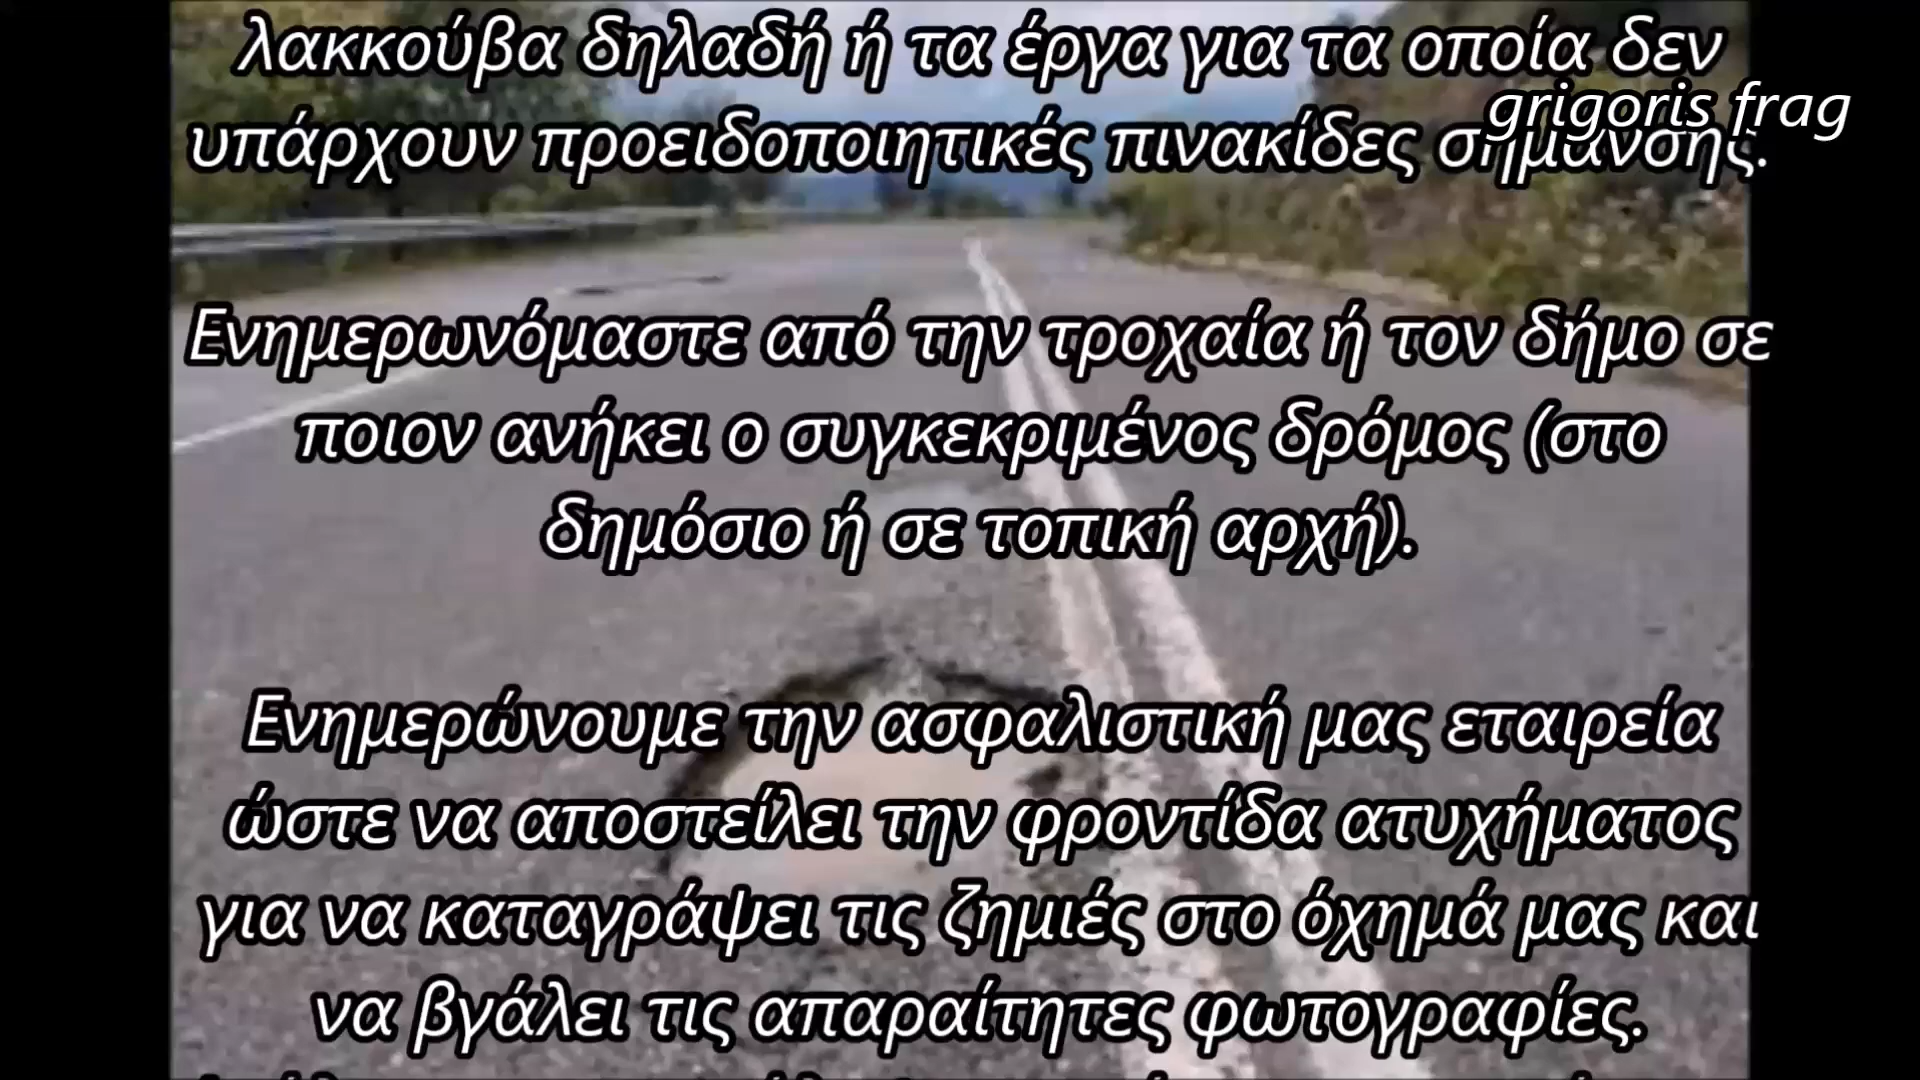 λακκούβα δηλαδή ή τα έργα για τα οποία δεν
grigoris frag
υπάρχουν προειδοποιητικές πινακίδες σήμανσης.
Ενημερωνόμαστε από την τροχαία ή τον δήμο σε
ποιον ανήκει ο συγκεκριμένος δρόμος (στο
δημόσιο ή σε τοπική αρχή).
Ενημερώνουμε την ασφαλιστική μας εταιρεία
ώστε να αποστείλει την φροντίδα ατυχήματος
για να καταγράψει τις ζημιές στο όχημά μας και
να βγάλει τις απαραίτητες φωτογραφίες.